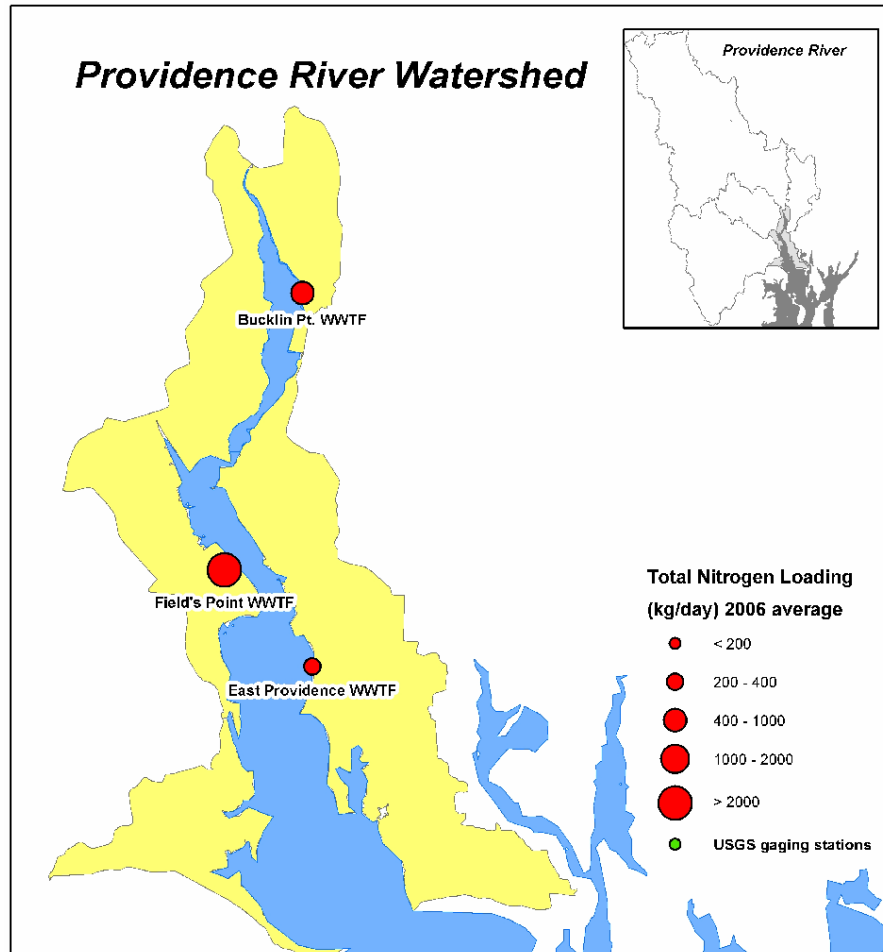 Providence River Watershed
Providence River
Bucklin Pt. WWTF
Field's Point WWTF
East Providence WWTF
Total Nitrogen Loading
(kg/day) 2006 average
< 200
200 - 400
400 - 1000
1000 - 2000
> 2000
USGS gaging stations